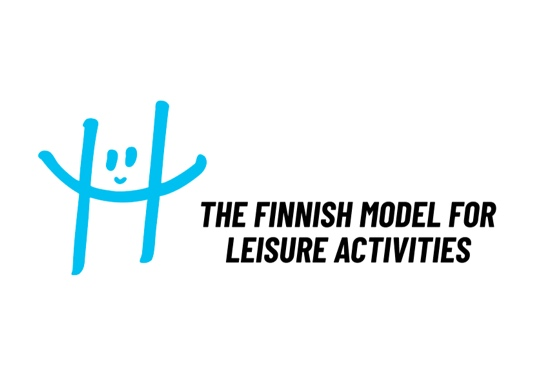 THE FINNISH MODEL FOR
LEISURE ACTIVITIES